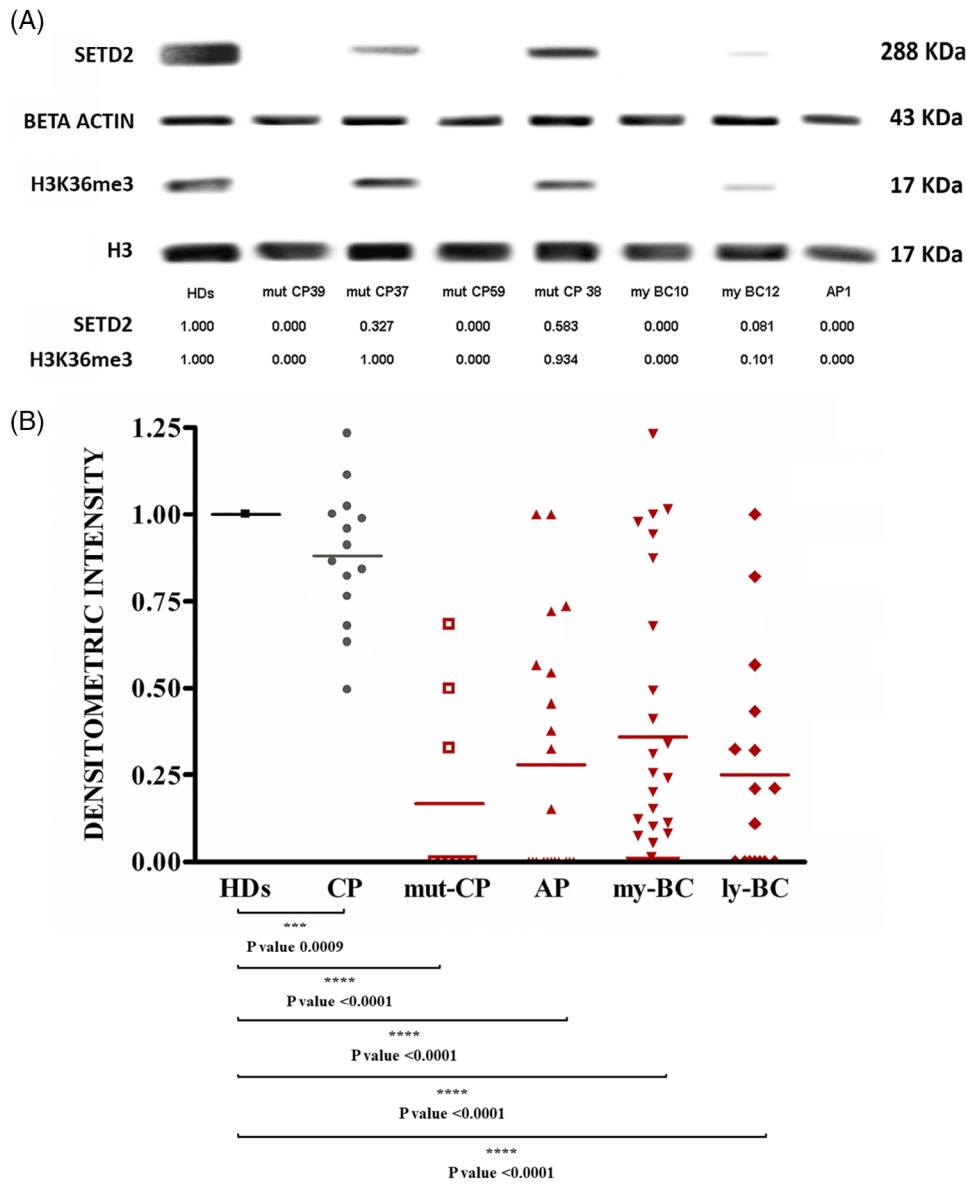 (A)
SETD2 288 KDa
BETA ACTIN 43 KDa
H3K36me3 17 KDa
H3 17 KDa
HDs mut CP39 mut CP37 mut CP59 mut CP 38 my BC10 my BC12 AP1
SETD2 1.000 0.000 0.327 0.000 0.583 0.000 0.081 0.000
H3K36me3 1.000 0.000 1.000 0.000 0.934 0.000 0.101 0.000
(B)
DENSITOMETRIC INTENSITY
1.25
1.00
0.75
0.50
0.25
0.00
HDs CP mut-CP AP my-BC ly-BC
***
P value 0.0009
****
P value <0.0001
****
P value <0.0001
****
P value <0.0001
****
P value <0.0001